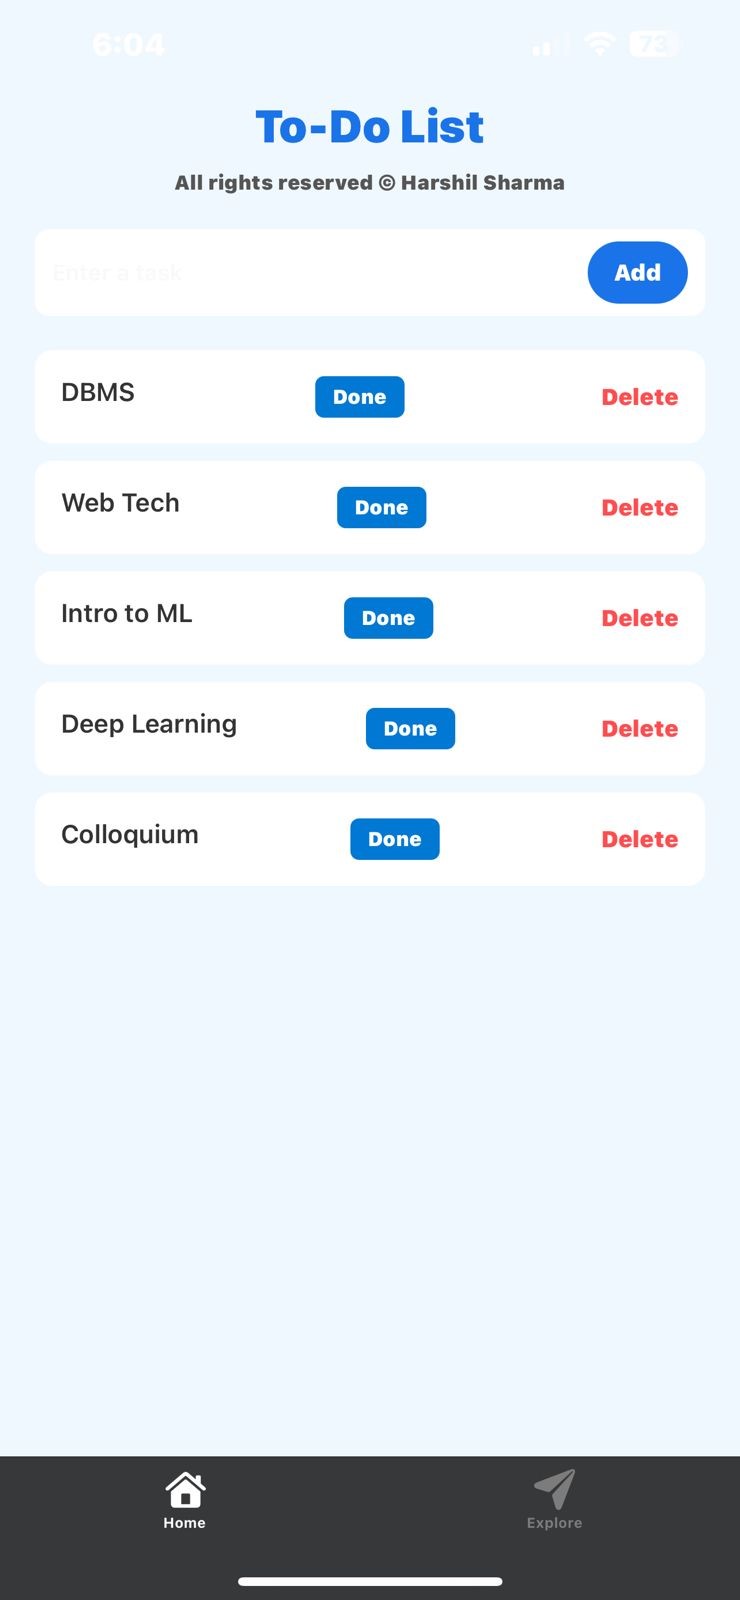 6:04 73
To-Do List
All rights reserved © Harshil Sharma
Enter a task Add
DBMS Done Delete
Web Tech Done Delete
Intro to ML Done Delete
Deep Learning Done Delete
Colloquium Done Delete
Home Explore